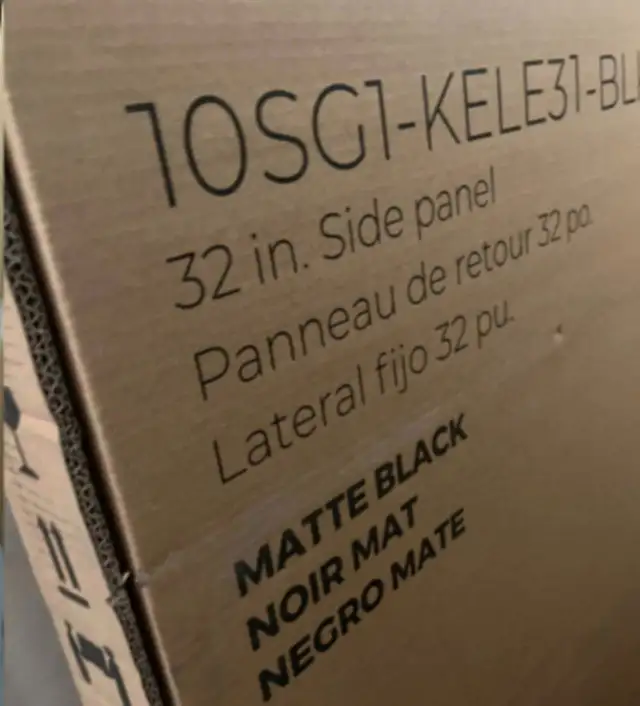 10SG1-KELE31-BL
32 in. Side panel
Panneau de retour 32 po.
Lateral fijo 32 pu.
MATTE BLACK
NOIR MAT
NEGRO MATE